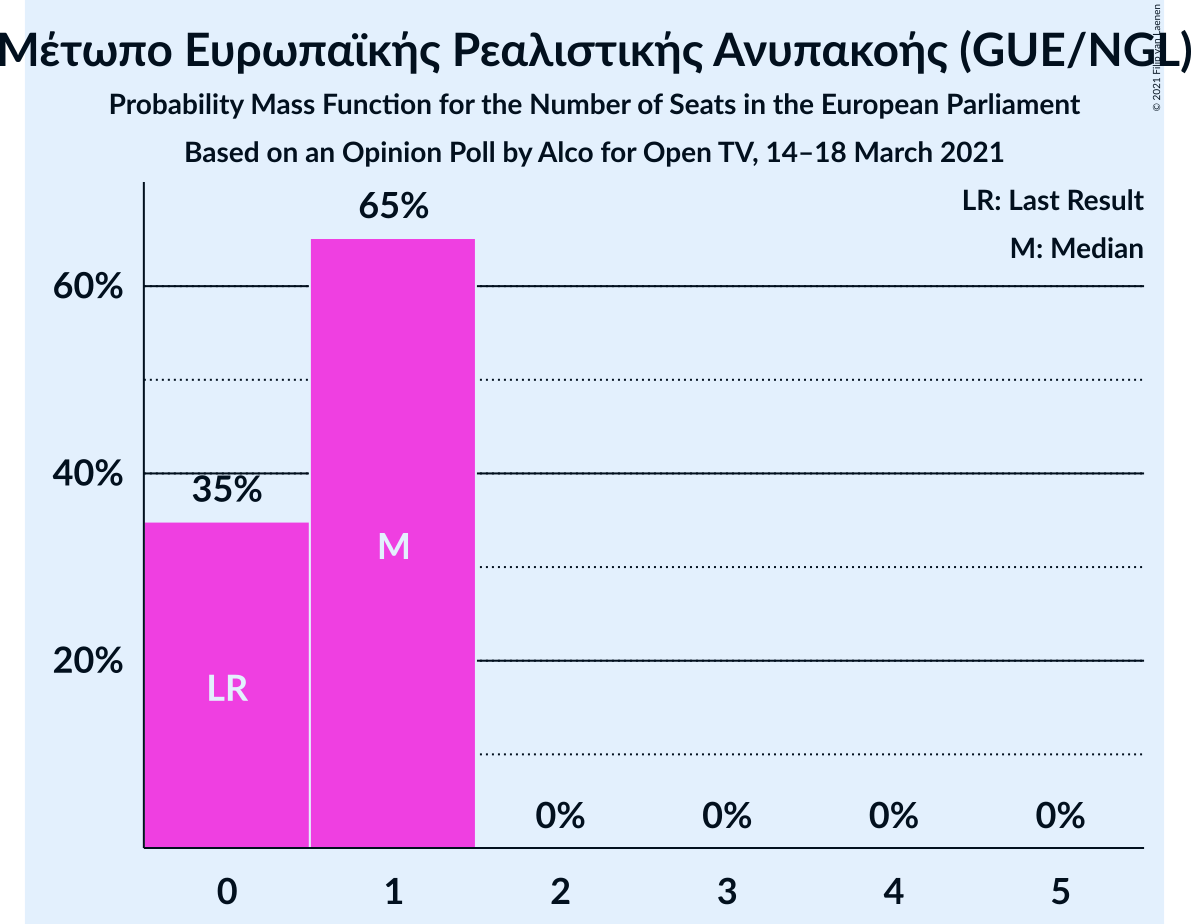 Μέτωπο Ευρωπαϊκής Ρεαλιστικής Ανυπακοής (GUE/NGL)
© 2021 Filip van Laenen
Probability Mass Function for the Number of Seats in the European Parliament
Based on an Opinion Poll by Alco for Open TV, 14–18 March 2021
LR: Last Result
M: Median
65%
60%
40%
35%
M
20%
LR
0% 0% 0% 0%
0 1 2 3 4 5